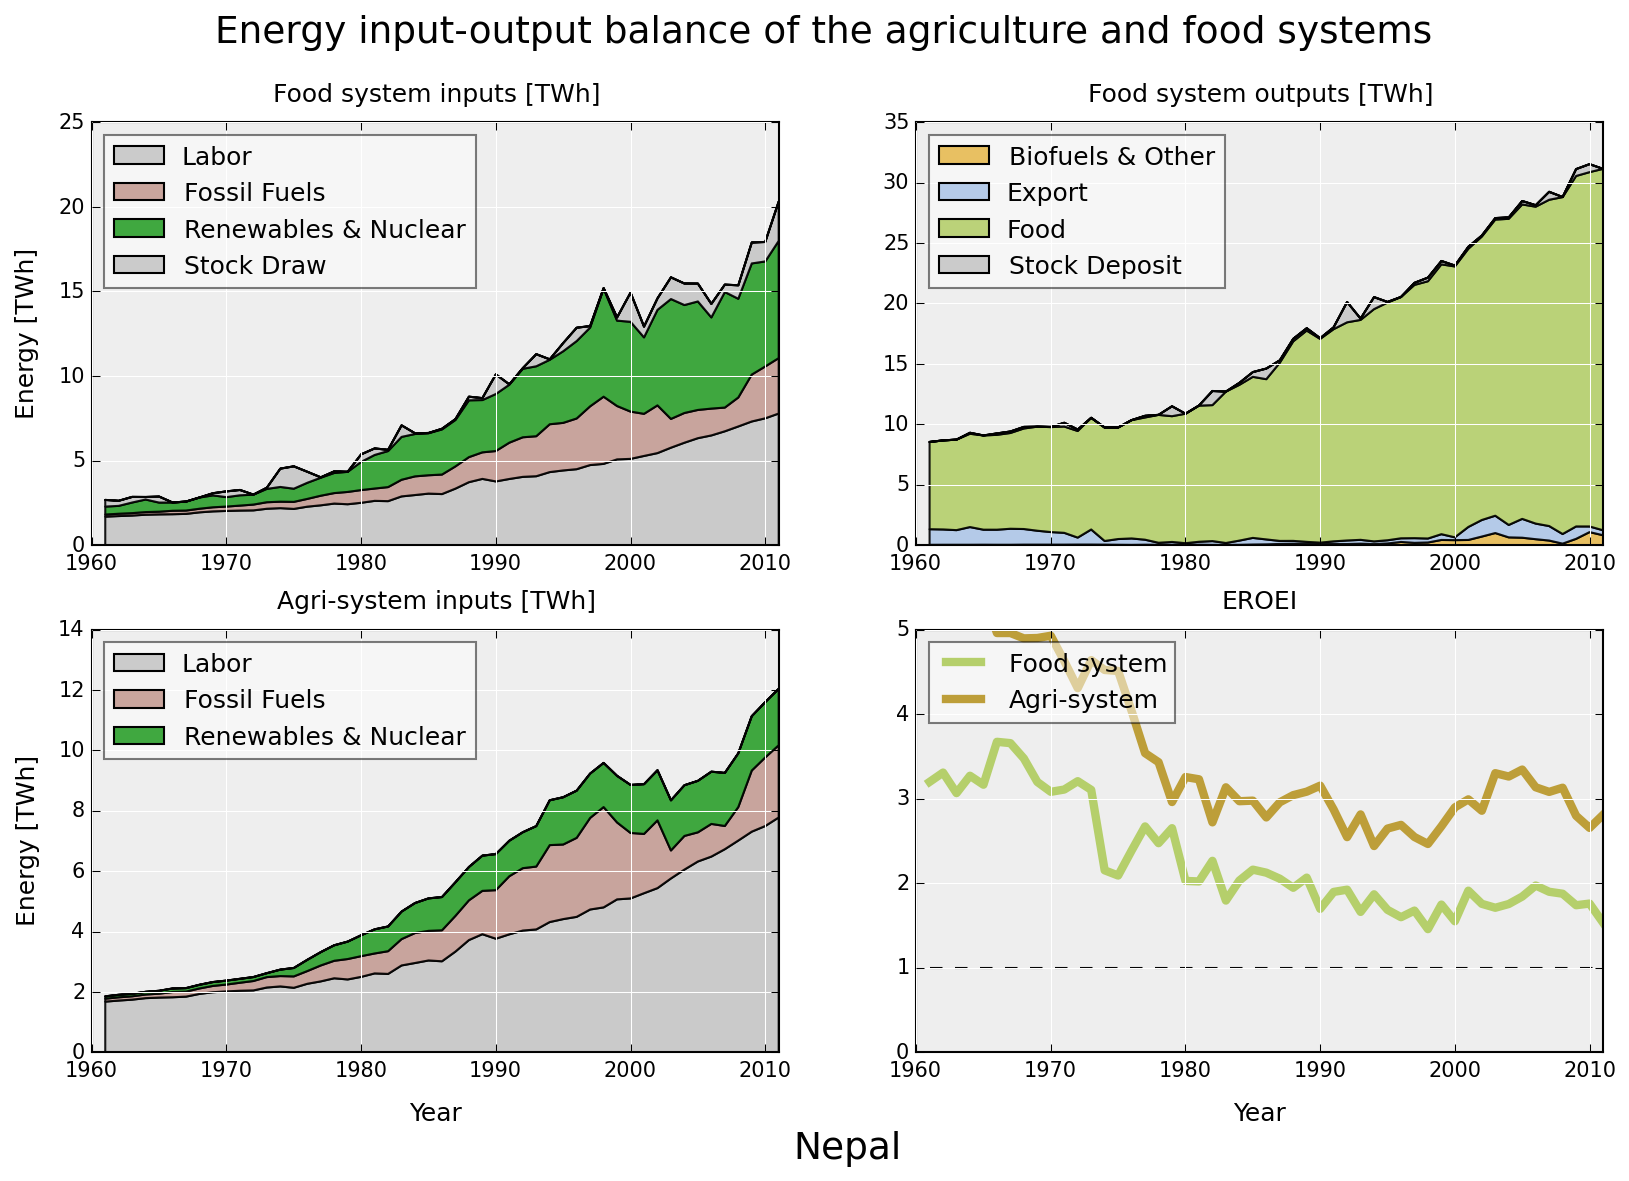 Energy input-output balance of the agriculture and food systems
Food system inputs [TWh]
Energy [TWh]
25
20
15
10
5
0
Labor
Fossil Fuels
Renewables & Nuclear
Stock Draw
1960 1970 1980 1990 2000 2010
Food system outputs [TWh]
35
30
25
20
15
10
5
0
Biofuels & Other
Export
Food
Stock Deposit
1960 1970 1980 1990 2000 2010
Agri-system inputs [TWh]
Energy [TWh]
14
12
10
8
6
4
2
0
Labor
Fossil Fuels
Renewables & Nuclear
1960 1970 1980 1990 2000 2010
Year
EROEI
5
4
3
2
1
0
Food system
Agri-system
1960 1970 1980 1990 2000 2010
Year
Nepal